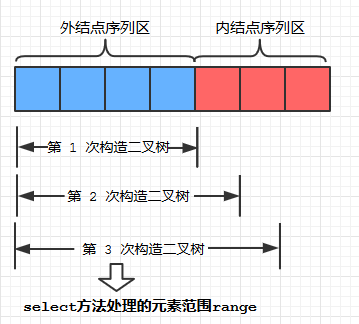 外结点序列区 内结点序列区
第 1 次构造二叉树
第 2 次构造二叉树
第 3 次构造二叉树
select方法处理的元素范围range